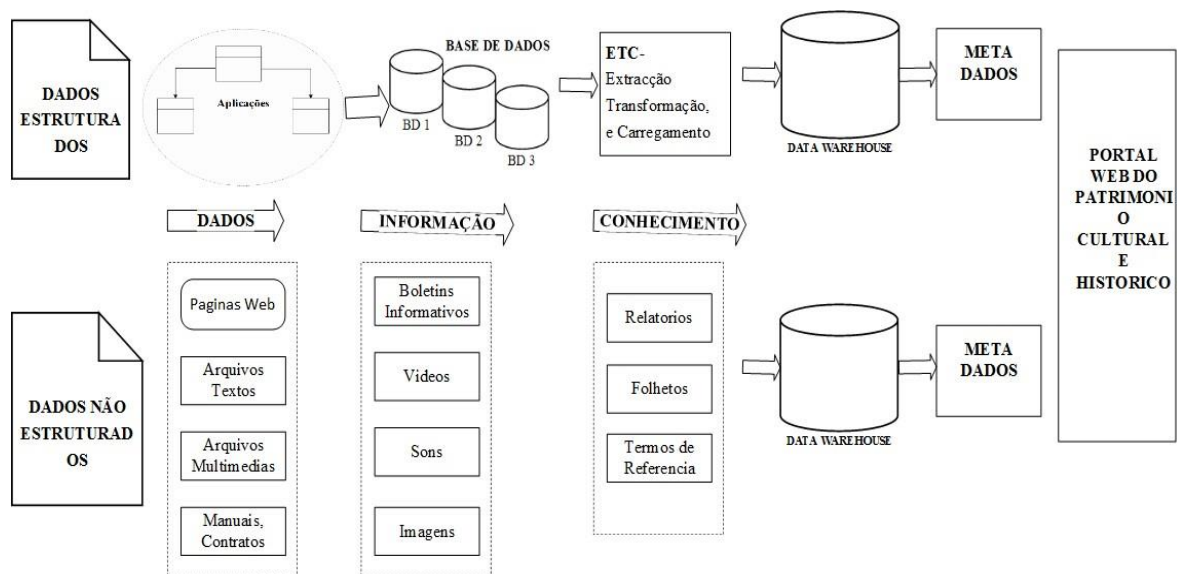 DADOS
ESTRUTURA
DOS
Aplicações
BASE DE DADOS
BD 1
BD 2
BD 3
ETC-
Extracção
Transformação,
e Carregamento
DATA WAREHOUSE
META
DADOS
PORTAL
WEB DO
PATRIMONI
O
CULTURAL
E
HISTORICO
DADOS
INFORMAÇÃO
CONHECIMENTO
DADOS NÃO
ESTRUTURAD
OS
Paginas Web
Arquivos
Textos
Arquivos
Multimedias
Manuais,
Contratos
Boletins
Informativos
Videos
Sons
Imagens
Relatorios
Folhetos
Termos de
Referencia
DATA WAREHOUSE
META
DADOS